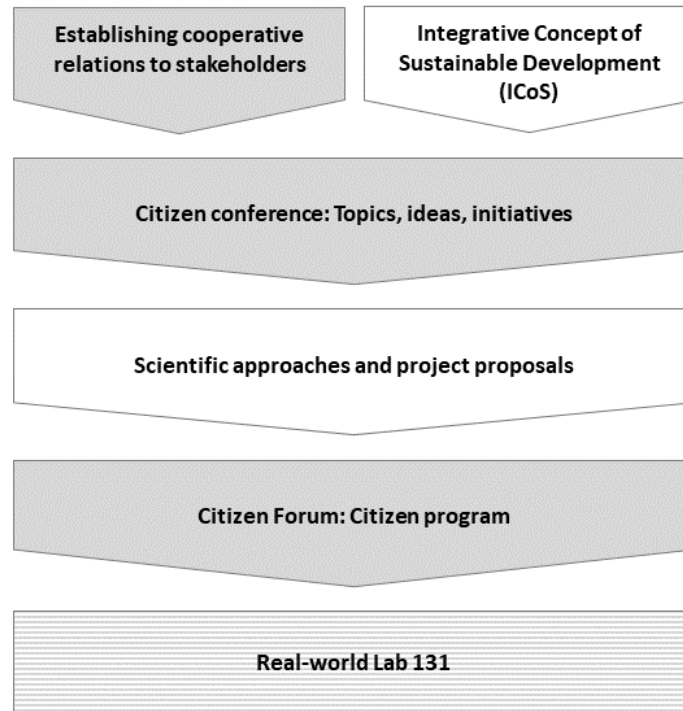 Establishing cooperative
relations to stakeholders
Integrative Concept of
Sustainable Development
(ICoS)
Citizen conference: Topics, ideas, initiatives
Scientific approaches and project proposals
Citizen Forum: Citizen program
Real-world Lab 131